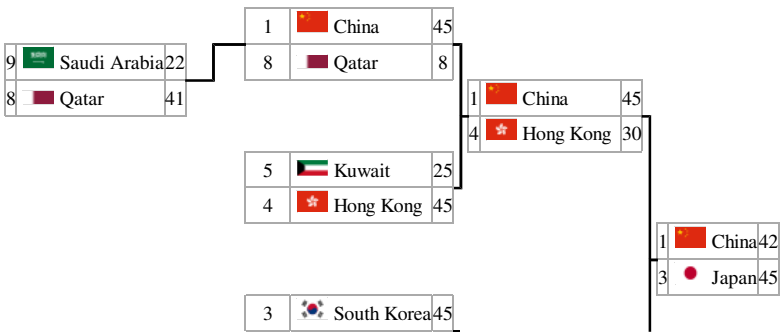 1 China 45
9 Saudi Arabia 22
8 Qatar 8
8 Qatar 41
1 China 45
4 Hong Kong 30
5 Kuwait 25
4 Hong Kong 45
1 China 42
3 Japan 45
3 South Korea 45